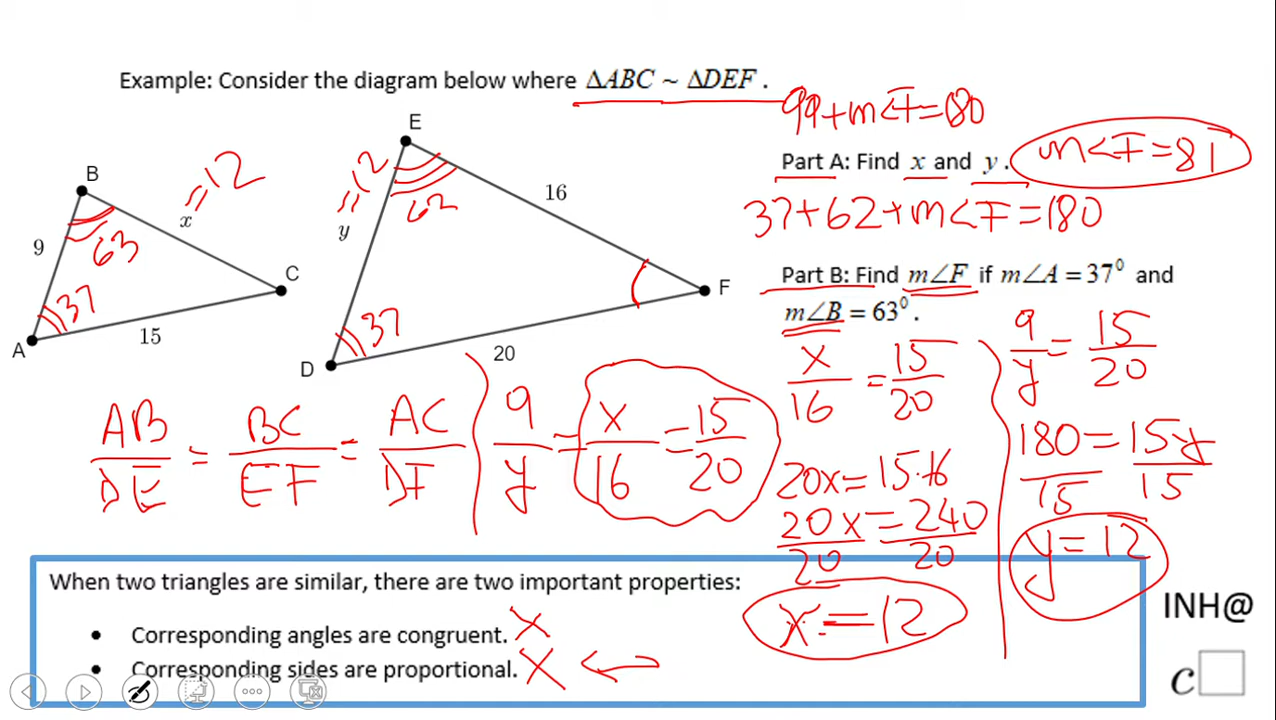 Example: Consider the diagram below where ΔABC ~ ΔDEF .
99+m∠F=180
Part A: Find x and y .
m∠F=81
37+62+m∠F=180
Part B: Find m∠F if m∠A = 37⁰ and
m∠B = 63⁰ .
B
=12
x
9
63
37
C
A
15
E
=12
y
62
16
F
37
D
20
AB/DE = BC/EF = AC/DF
9/y = x/16 = 15/20
x/16 = 15/20
20x=15·16
20x/20 = 240/20
x=12
9/y = 15/20
180/15 = 15y/15
y=12
When two triangles are similar, there are two important properties:
• Corresponding angles are congruent. X
• Corresponding sides are proportional. X
INH@
c